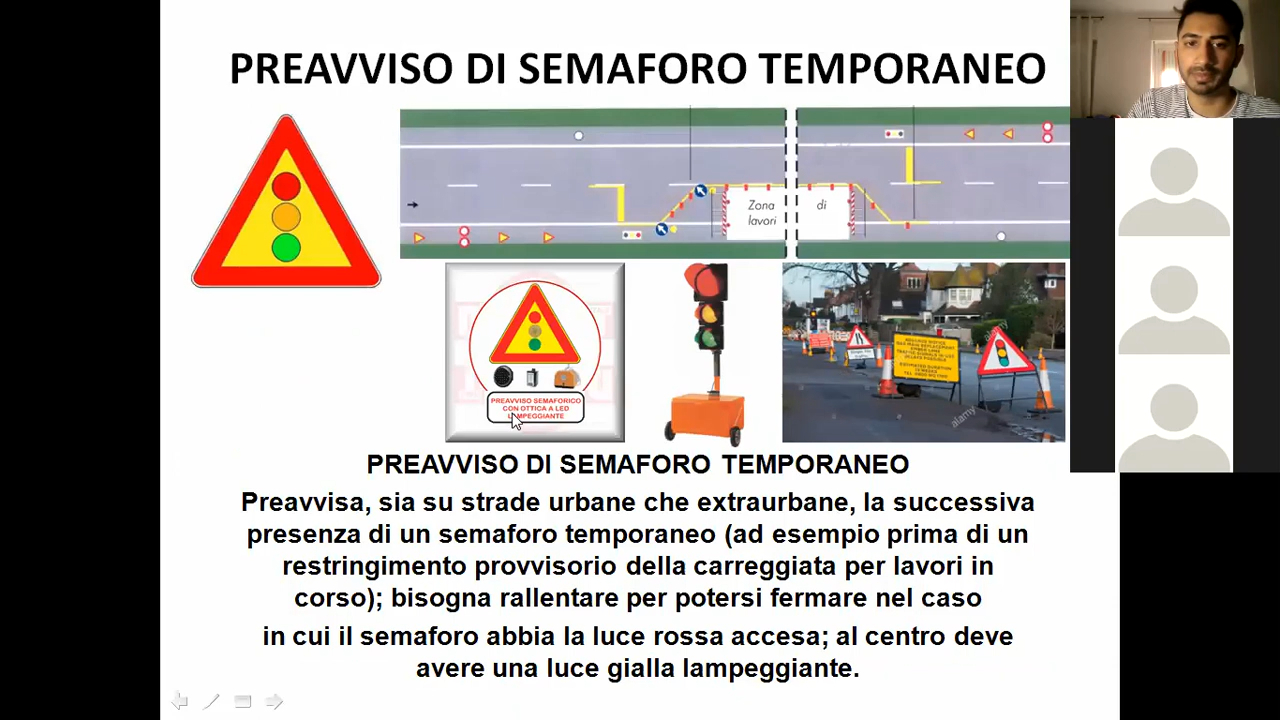 PREAVVISO DI SEMAFORO TEMPORANEO
Zona
lavori
di
PREAVVISO SEMAFORICO
CON OTTICA A LED
LAMPEGGIANTE
alamy
alamy
PREAVVISO DI SEMAFORO TEMPORANEO
Preavvisa, sia su strade urbane che extraurbane, la successiva
presenza di un semaforo temporaneo (ad esempio prima di un
restringimento provvisorio della carreggiata per lavori in
corso); bisogna rallentare per potersi fermare nel caso
in cui il semaforo abbia la luce rossa accesa; al centro deve
avere una luce gialla lampeggiante.